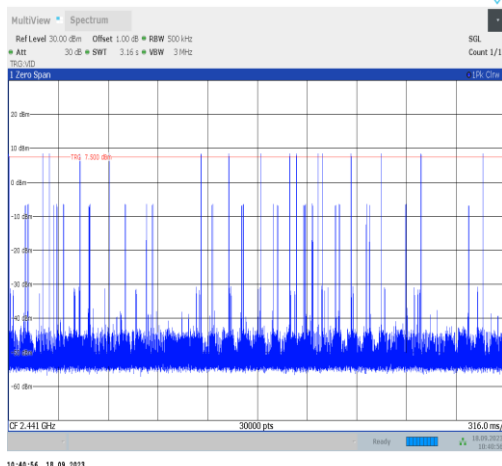 MultiView Spectrum
Ref Level 30.00 dBm Offset 1.00 dB RBW 500 kHz SGL
Att 30 dB SWT 3.16 s VBW 3 MHz Count 1/1
TRG:VID
1 Zero Span 1Pk Clrw
20 dBm
10 dBm
TRG 7.500 dBm
0 dBm
-10 dBm
-20 dBm
-30 dBm
-40 dBm
-60 dBm
CF 2.441 GHz 30000 pts 316.0 ms/
Ready 18.09.2023
10:40:56
10:40:56 18.09.2023